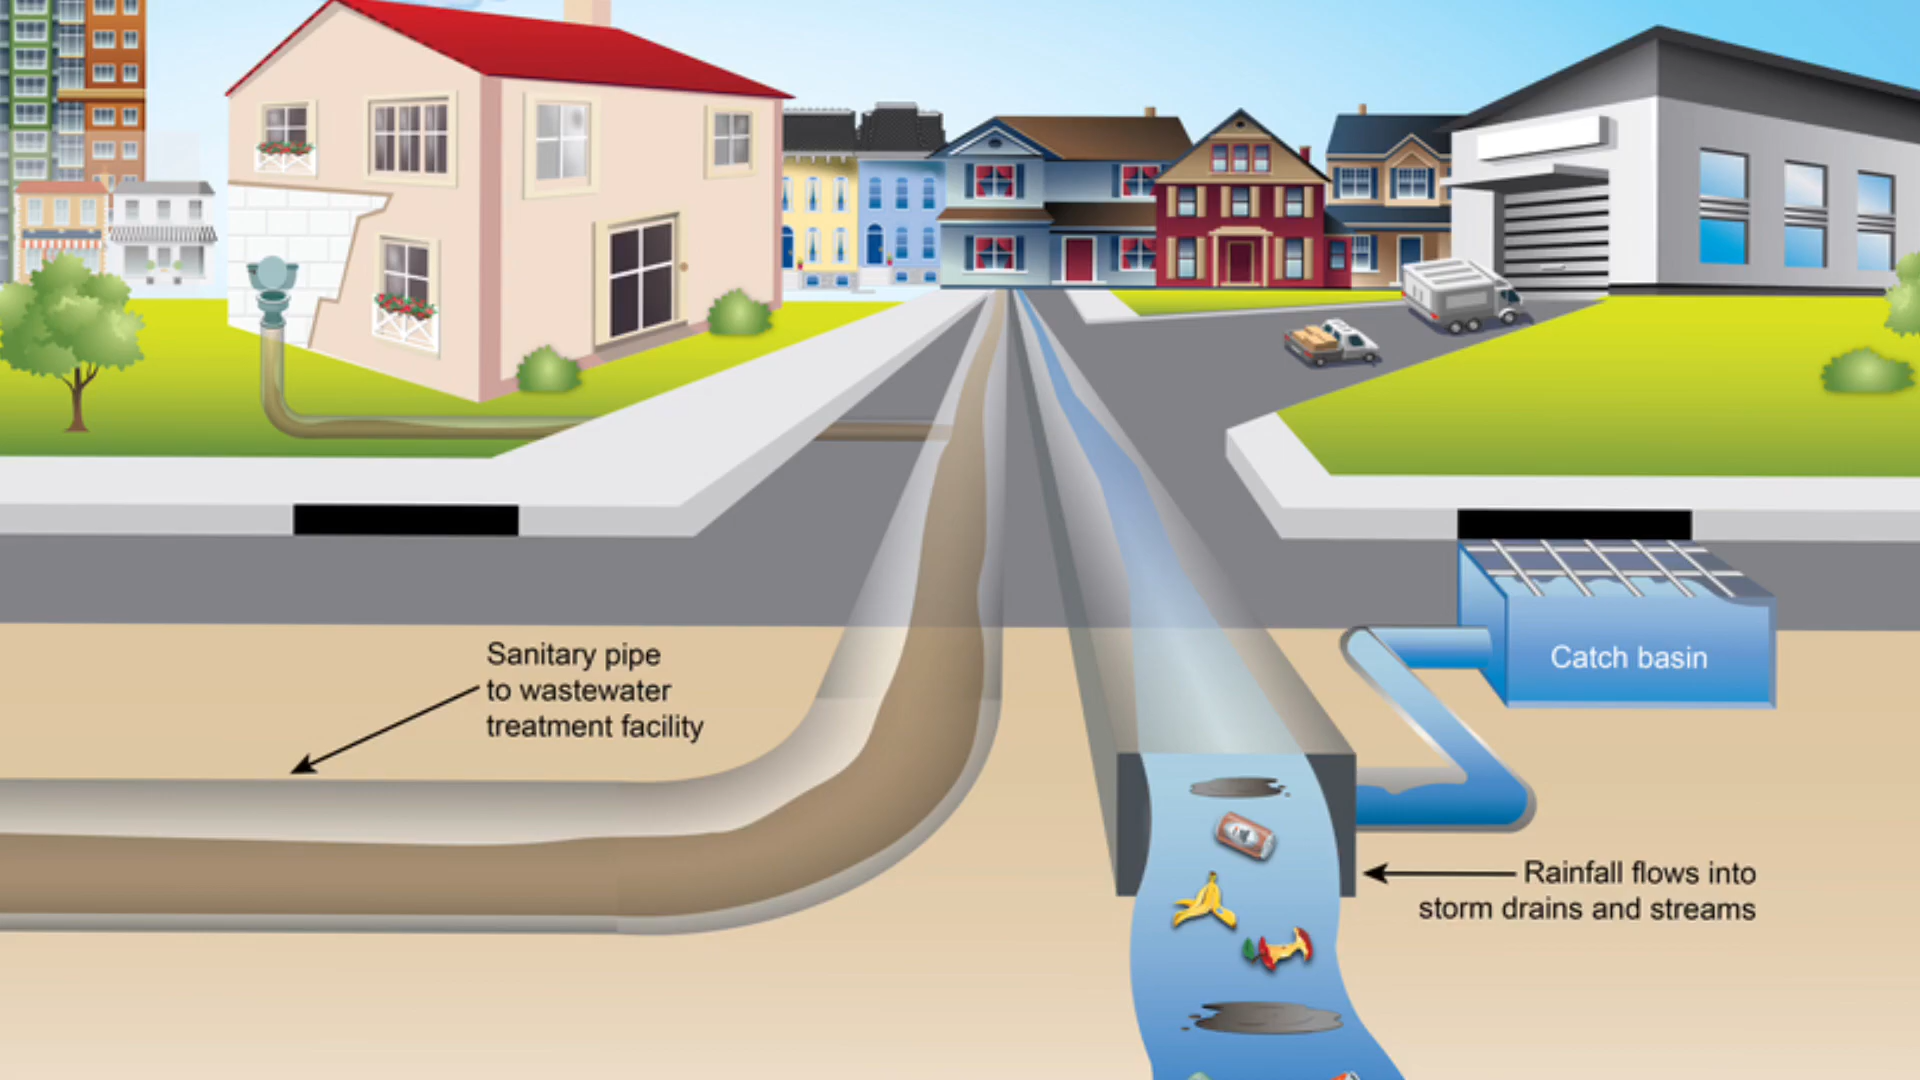 Sanitary pipe
to wastewater
treatment facility
Catch basin
Rainfall flows into
storm drains and streams